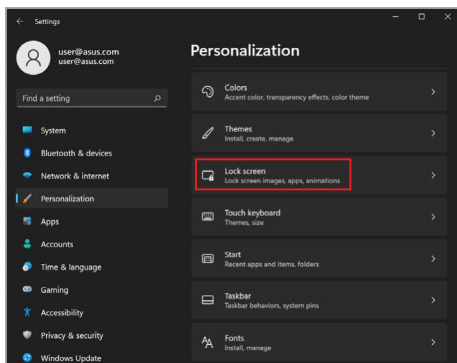 Settings
user@asus.com
user@asus.com
Find a setting
System
Bluetooth & devices
Network & internet
Personalization
Apps
Accounts
Time & language
Gaming
Accessibility
Privacy & security
Windows Update
Personalization
Colors
Accent color, transparency effects, color theme
Themes
Install, create, manage
Lock screen
Lock screen images, apps, animations
Touch keyboard
Themes, size
Start
Recent apps and items, folders
Taskbar
Taskbar behaviors, system pins
Fonts
Install, manage